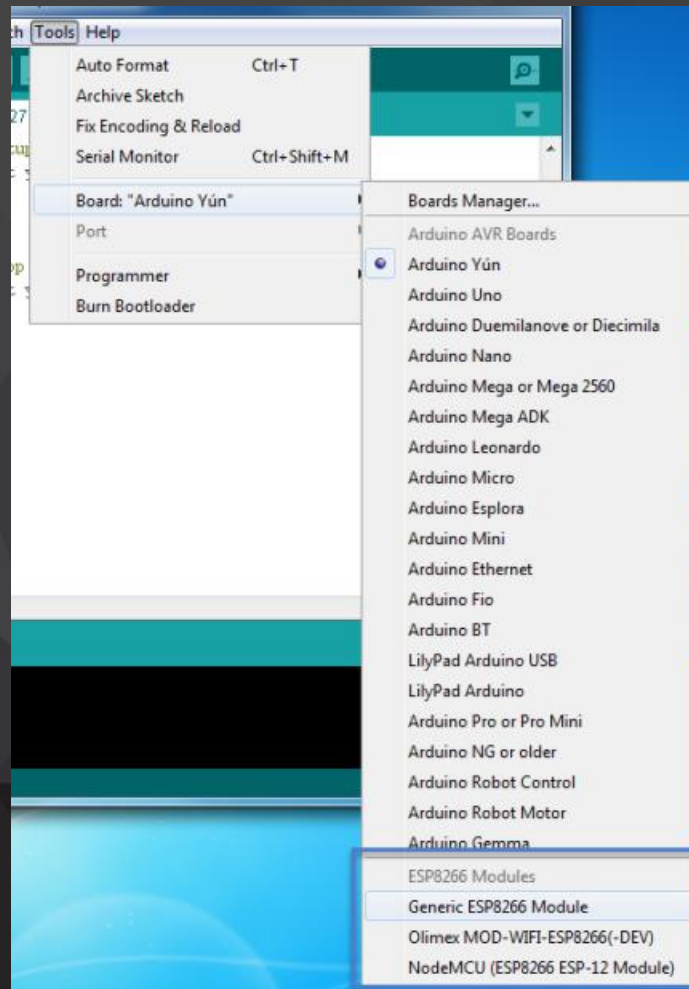 Tools Help
Auto Format Ctrl+T
Archive Sketch
Fix Encoding & Reload
Serial Monitor Ctrl+Shift+M
Board: "Arduino Yún"
Port
Programmer
Burn Bootloader
Boards Manager...
Arduino AVR Boards
Arduino Yún
Arduino Uno
Arduino Duemilanove or Diecimila
Arduino Nano
Arduino Mega or Mega 2560
Arduino Mega ADK
Arduino Leonardo
Arduino Micro
Arduino Esplora
Arduino Mini
Arduino Ethernet
Arduino Fio
Arduino BT
LilyPad Arduino USB
LilyPad Arduino
Arduino Pro or Pro Mini
Arduino NG or older
Arduino Robot Control
Arduino Robot Motor
Arduino Gemma
ESP8266 Modules
Generic ESP8266 Module
Olimex MOD-WIFI-ESP8266(-DEV)
NodeMCU (ESP8266 ESP-12 Module)